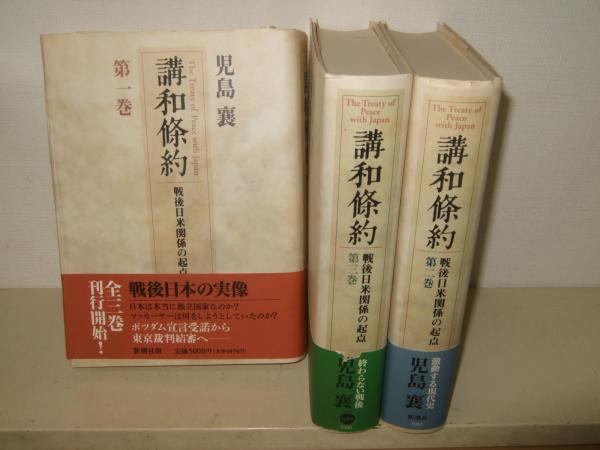 児島 襄
The Treaty of Peace with Japan
講和條約
戦後日米関係の起点
第一巻
全三巻
刊行開始!
戦後日本の実像
日本は本当に独立国家なのか?
マッカーサーは何をしようとしていたのか?
ポツダム宣言受諾から
東京裁判結審へ
新潮社版 定価5000円
The Treaty of
Peace
with Japan
講和條約
戦後日米関係の起点
第三巻
終わらない戦後
児島 襄
The Treaty of
Peace
with Japan
講和條約
戦後日米関係の起点
第二巻
激動する現代史
児島 襄
新潮社